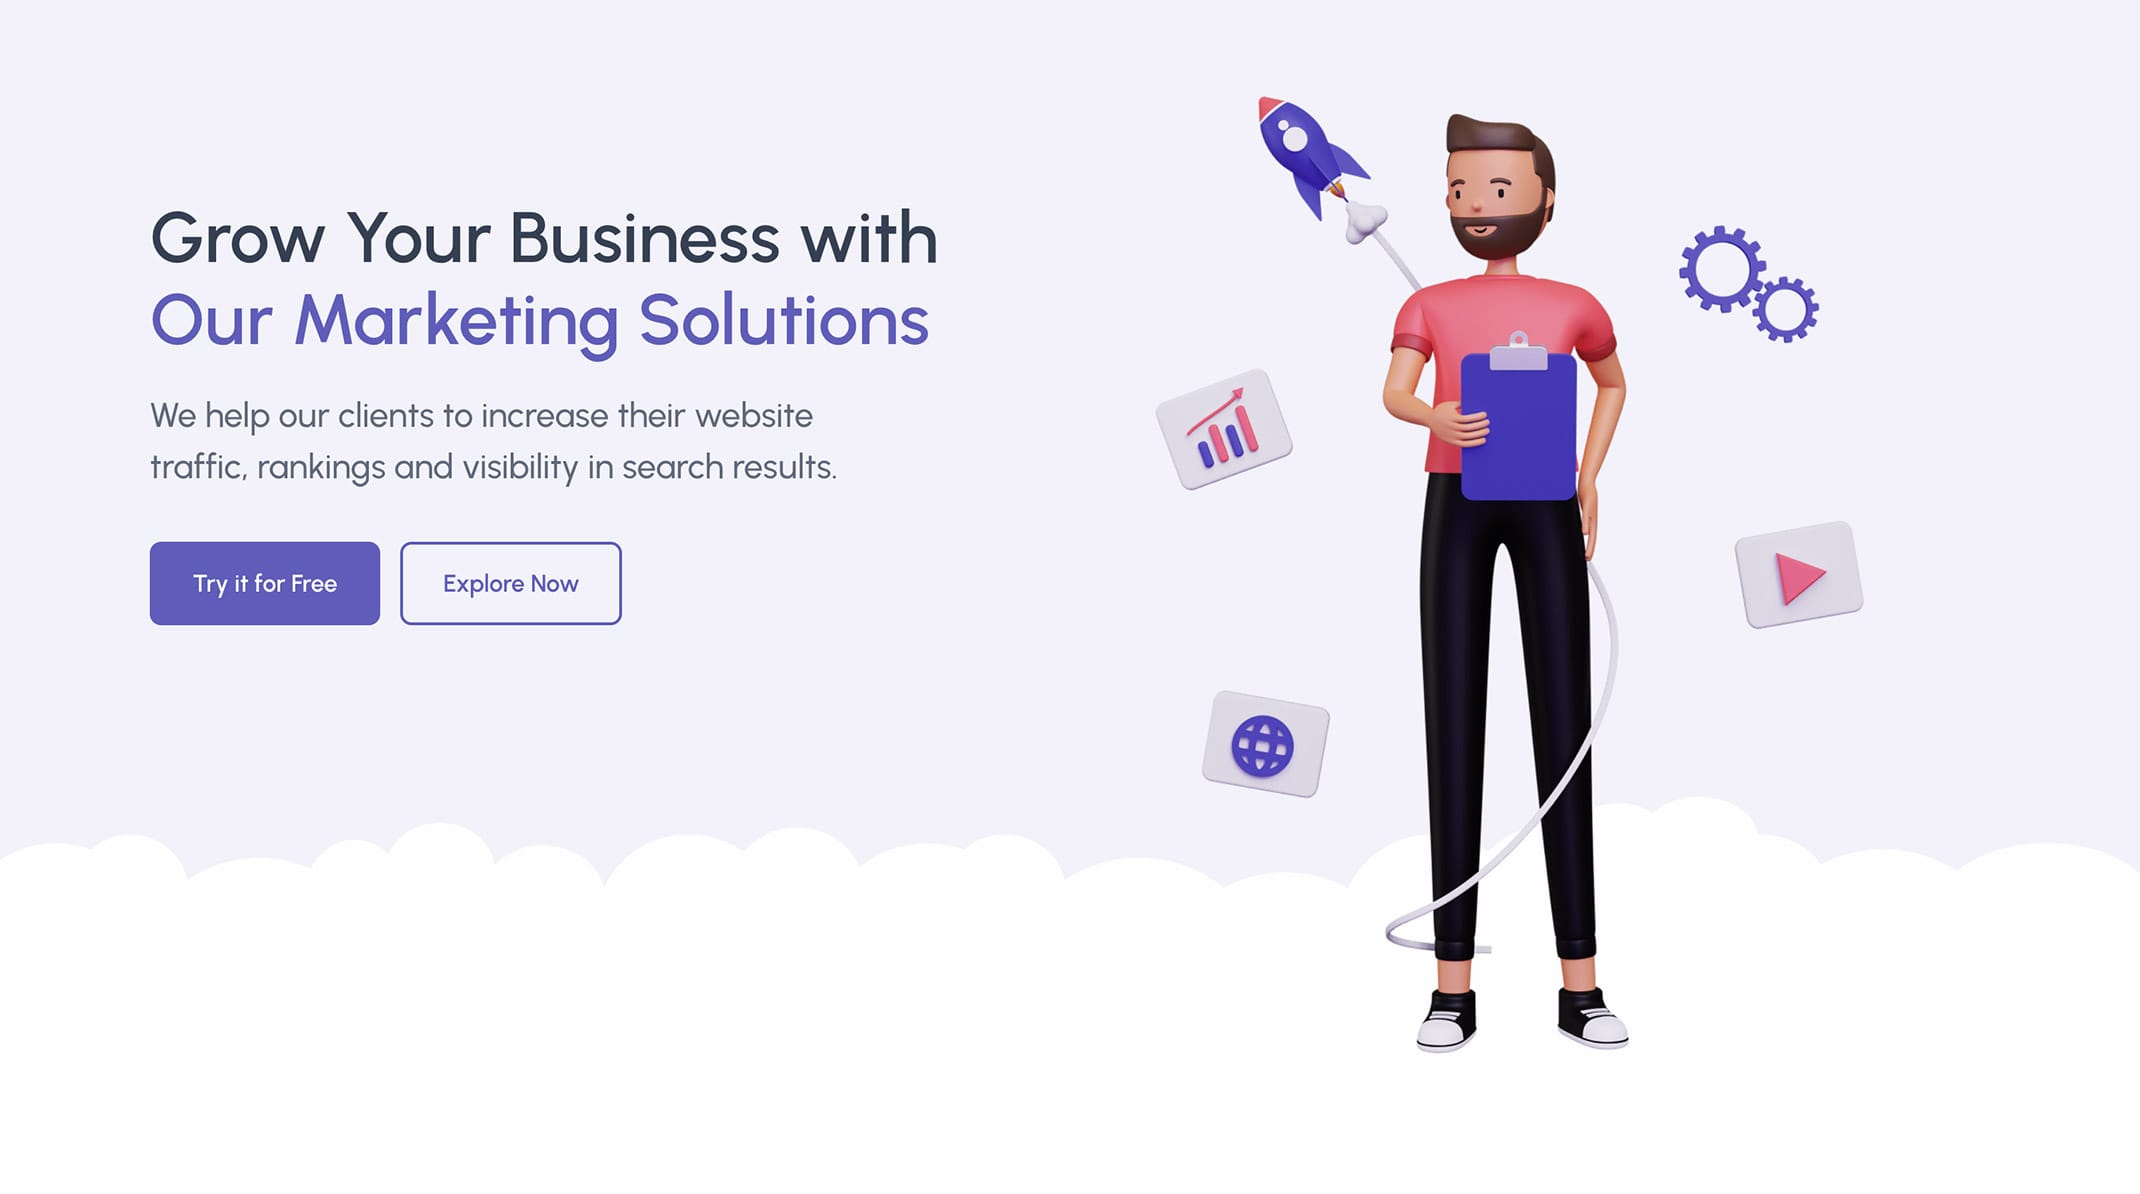 Grow Your Business with
Our Marketing Solutions
We help our clients to increase their website
traffic, rankings and visibility in search results.
Try it for Free
Explore Now